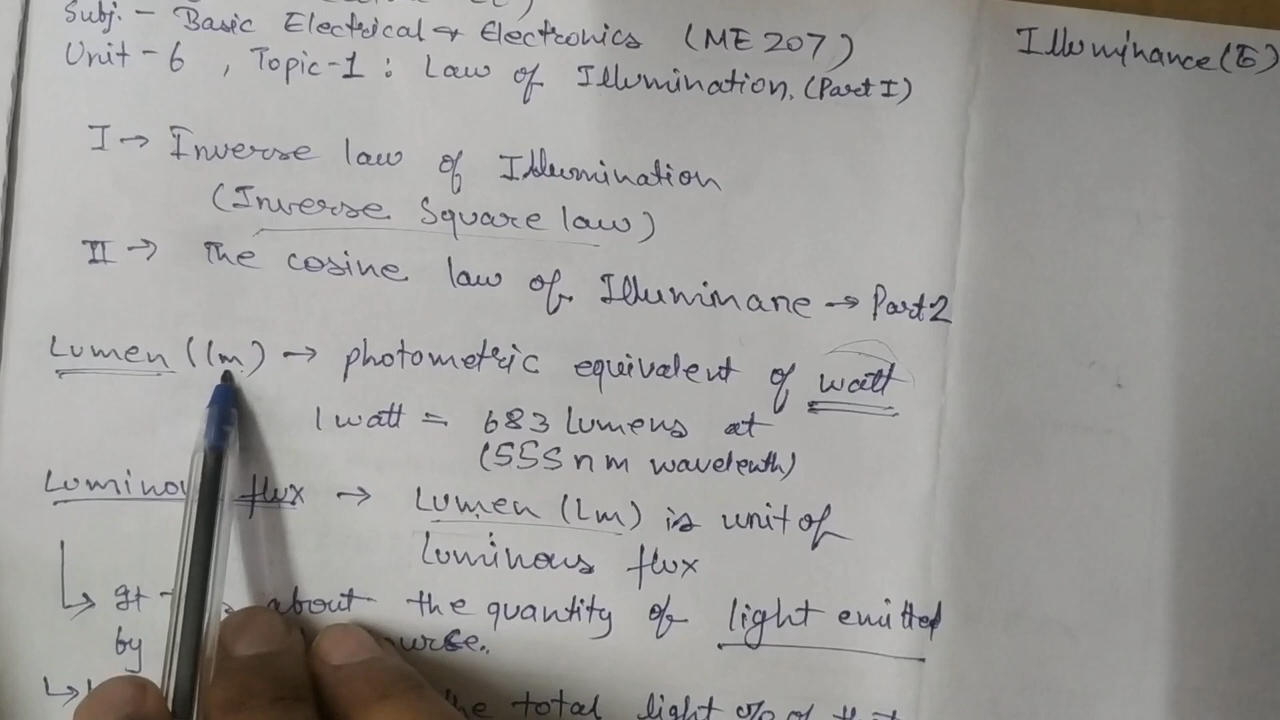 Subj. - Basic Electrical & Electronics (ME 207)
Unit - 6 , Topic-1 : Law of Illumination. (Part I)
I → Inverse law of Illumination
(Inverse Square law)
II → The cosine law of Illuminane → Part 2
Lumen (lm) → photometric equivalent of watt
1 watt = 683 lumens at
(555 nm wavelenth)
Luminou flux → Lumen (Lm) is unit of
luminous flux
↳ It about the quantity of light emitted
by
↳ the total light o/p of that
Illuminance (E)